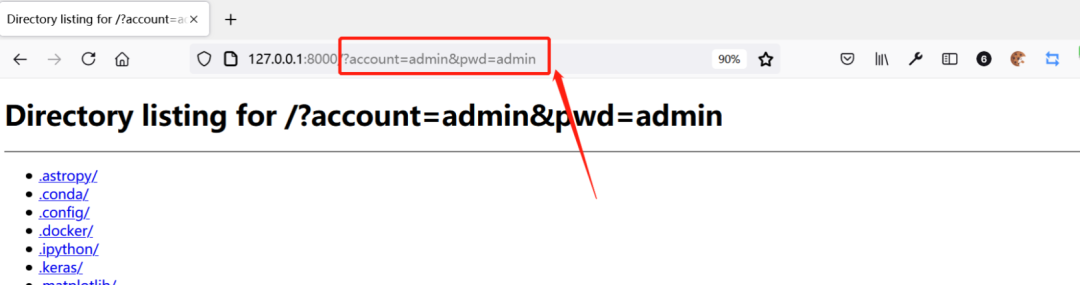 Directory listing for /?account=a
127.0.0.1:8000/?account=admin&pwd=admin
90%
6
Directory listing for /?account=admin&pwd=admin
.astropy/
.conda/
.config/
.docker/
.ipython/
.keras/
.matplotlib/